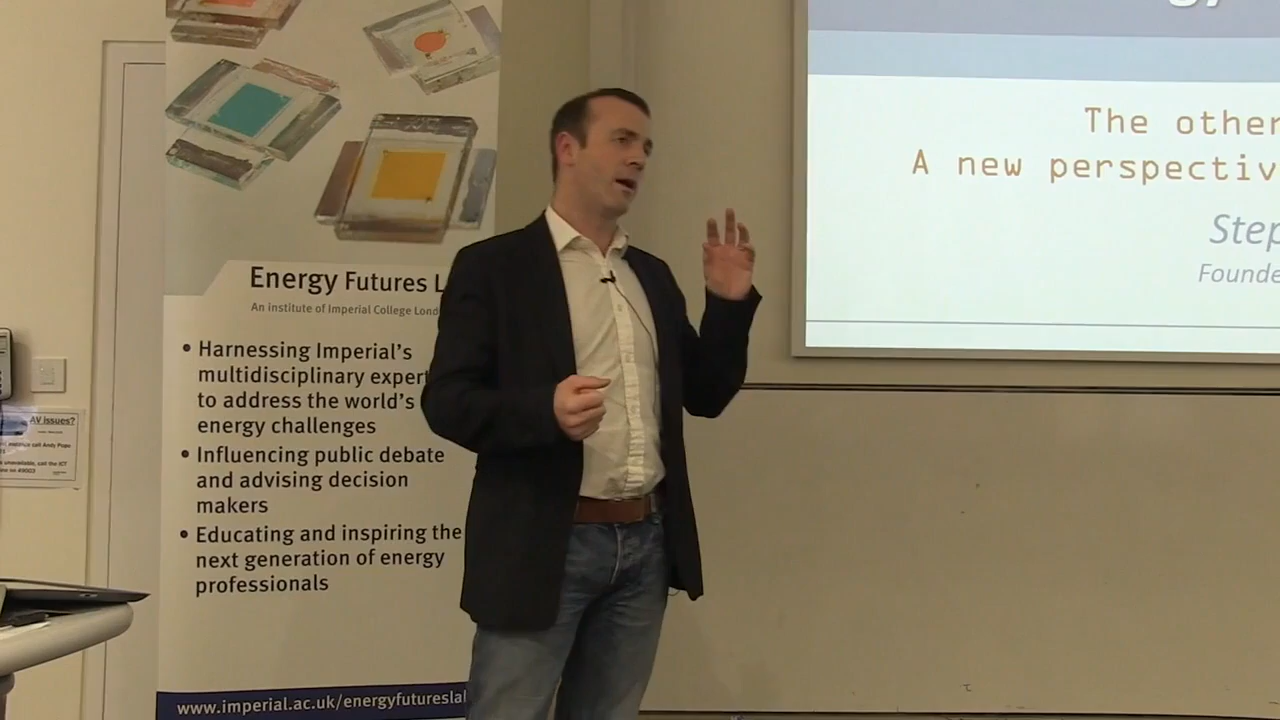 Energy Futures L
An institute of Imperial College Lond
• Harnessing Imperial's
multidisciplinary expert
to address the world's
energy challenges
• Influencing public debate
and advising decision
makers
• Educating and inspiring the
next generation of energy
professionals
www.imperial.ac.uk/energyfutureslab
AV issues?
The other
A new perspectiv
Step
Founde